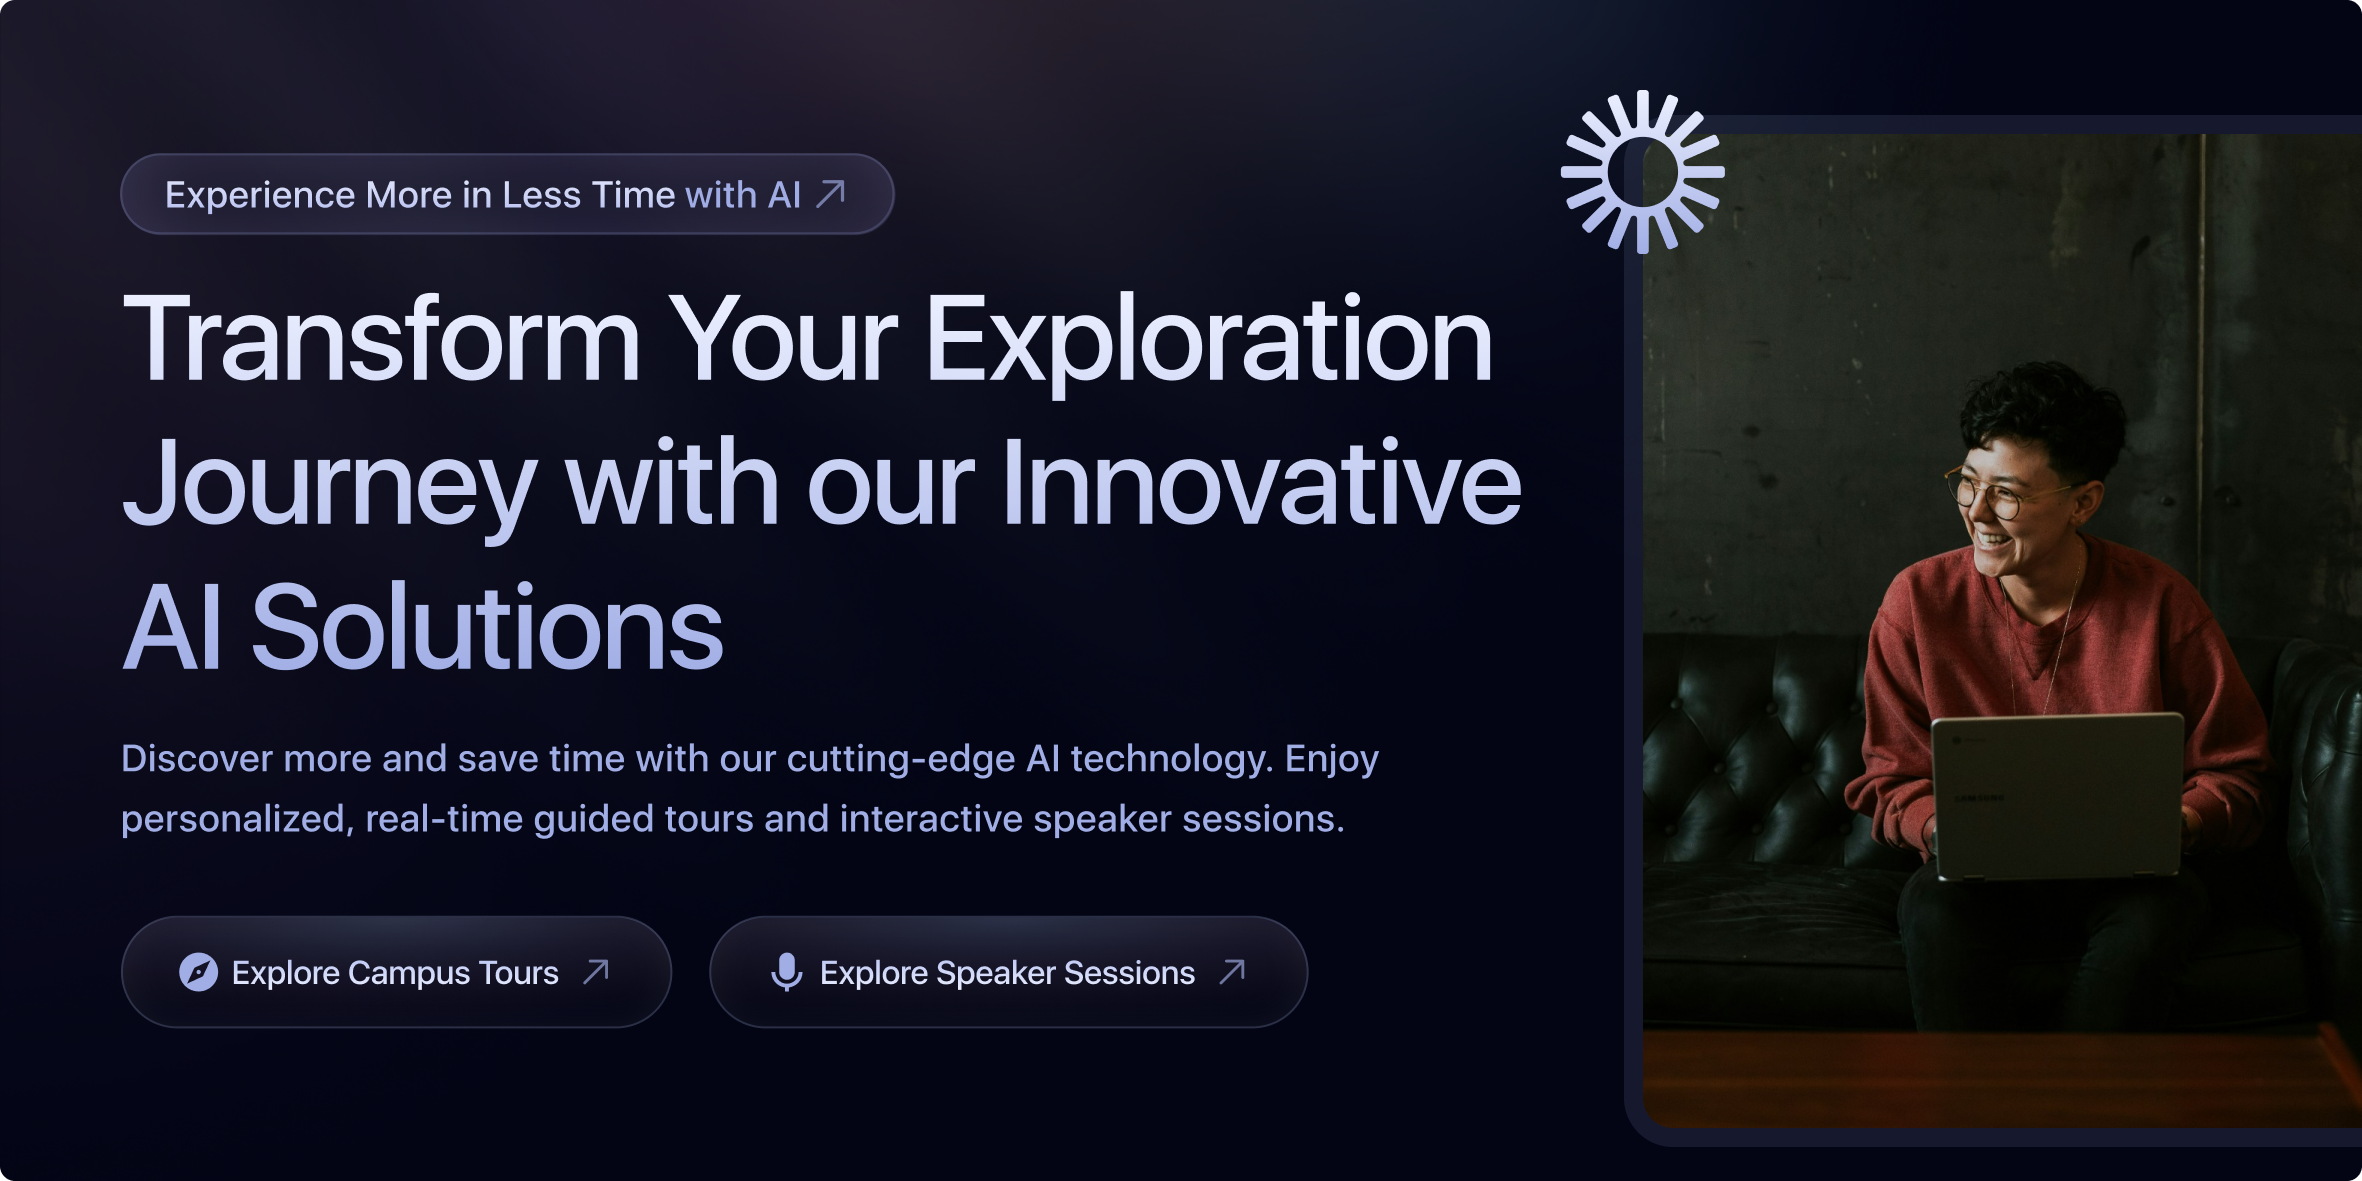 Experience More in Less Time with AI
Transform Your Exploration
Journey with our Innovative
AI Solutions
Discover more and save time with our cutting-edge AI technology. Enjoy
personalized, real-time guided tours and interactive speaker sessions.
Explore Campus Tours
Explore Speaker Sessions
SAMSUNG